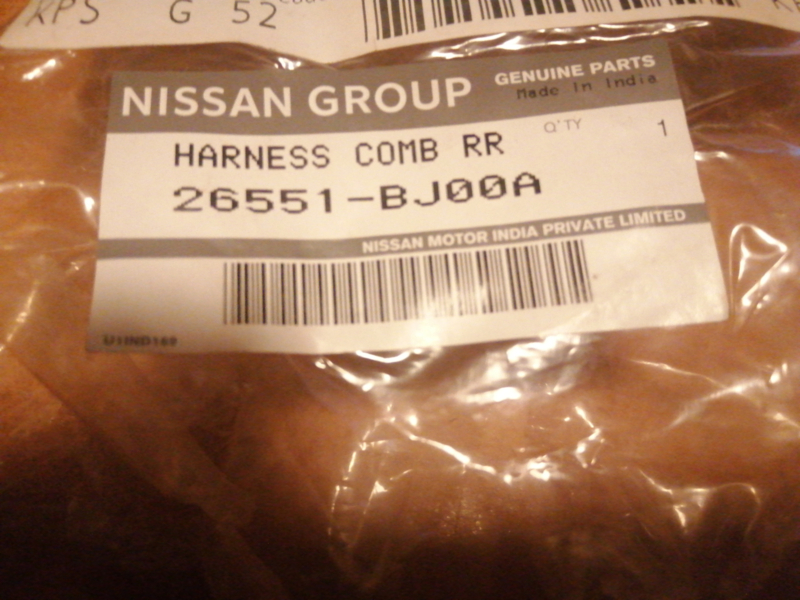 KPS G 52
NISSAN GROUP
GENUINE PARTS
Made In India
HARNESS COMB RR
Q'TY 1
26551-BJ00A
NISSAN MOTOR INDIA PRIVATE LIMITED
U1IND169